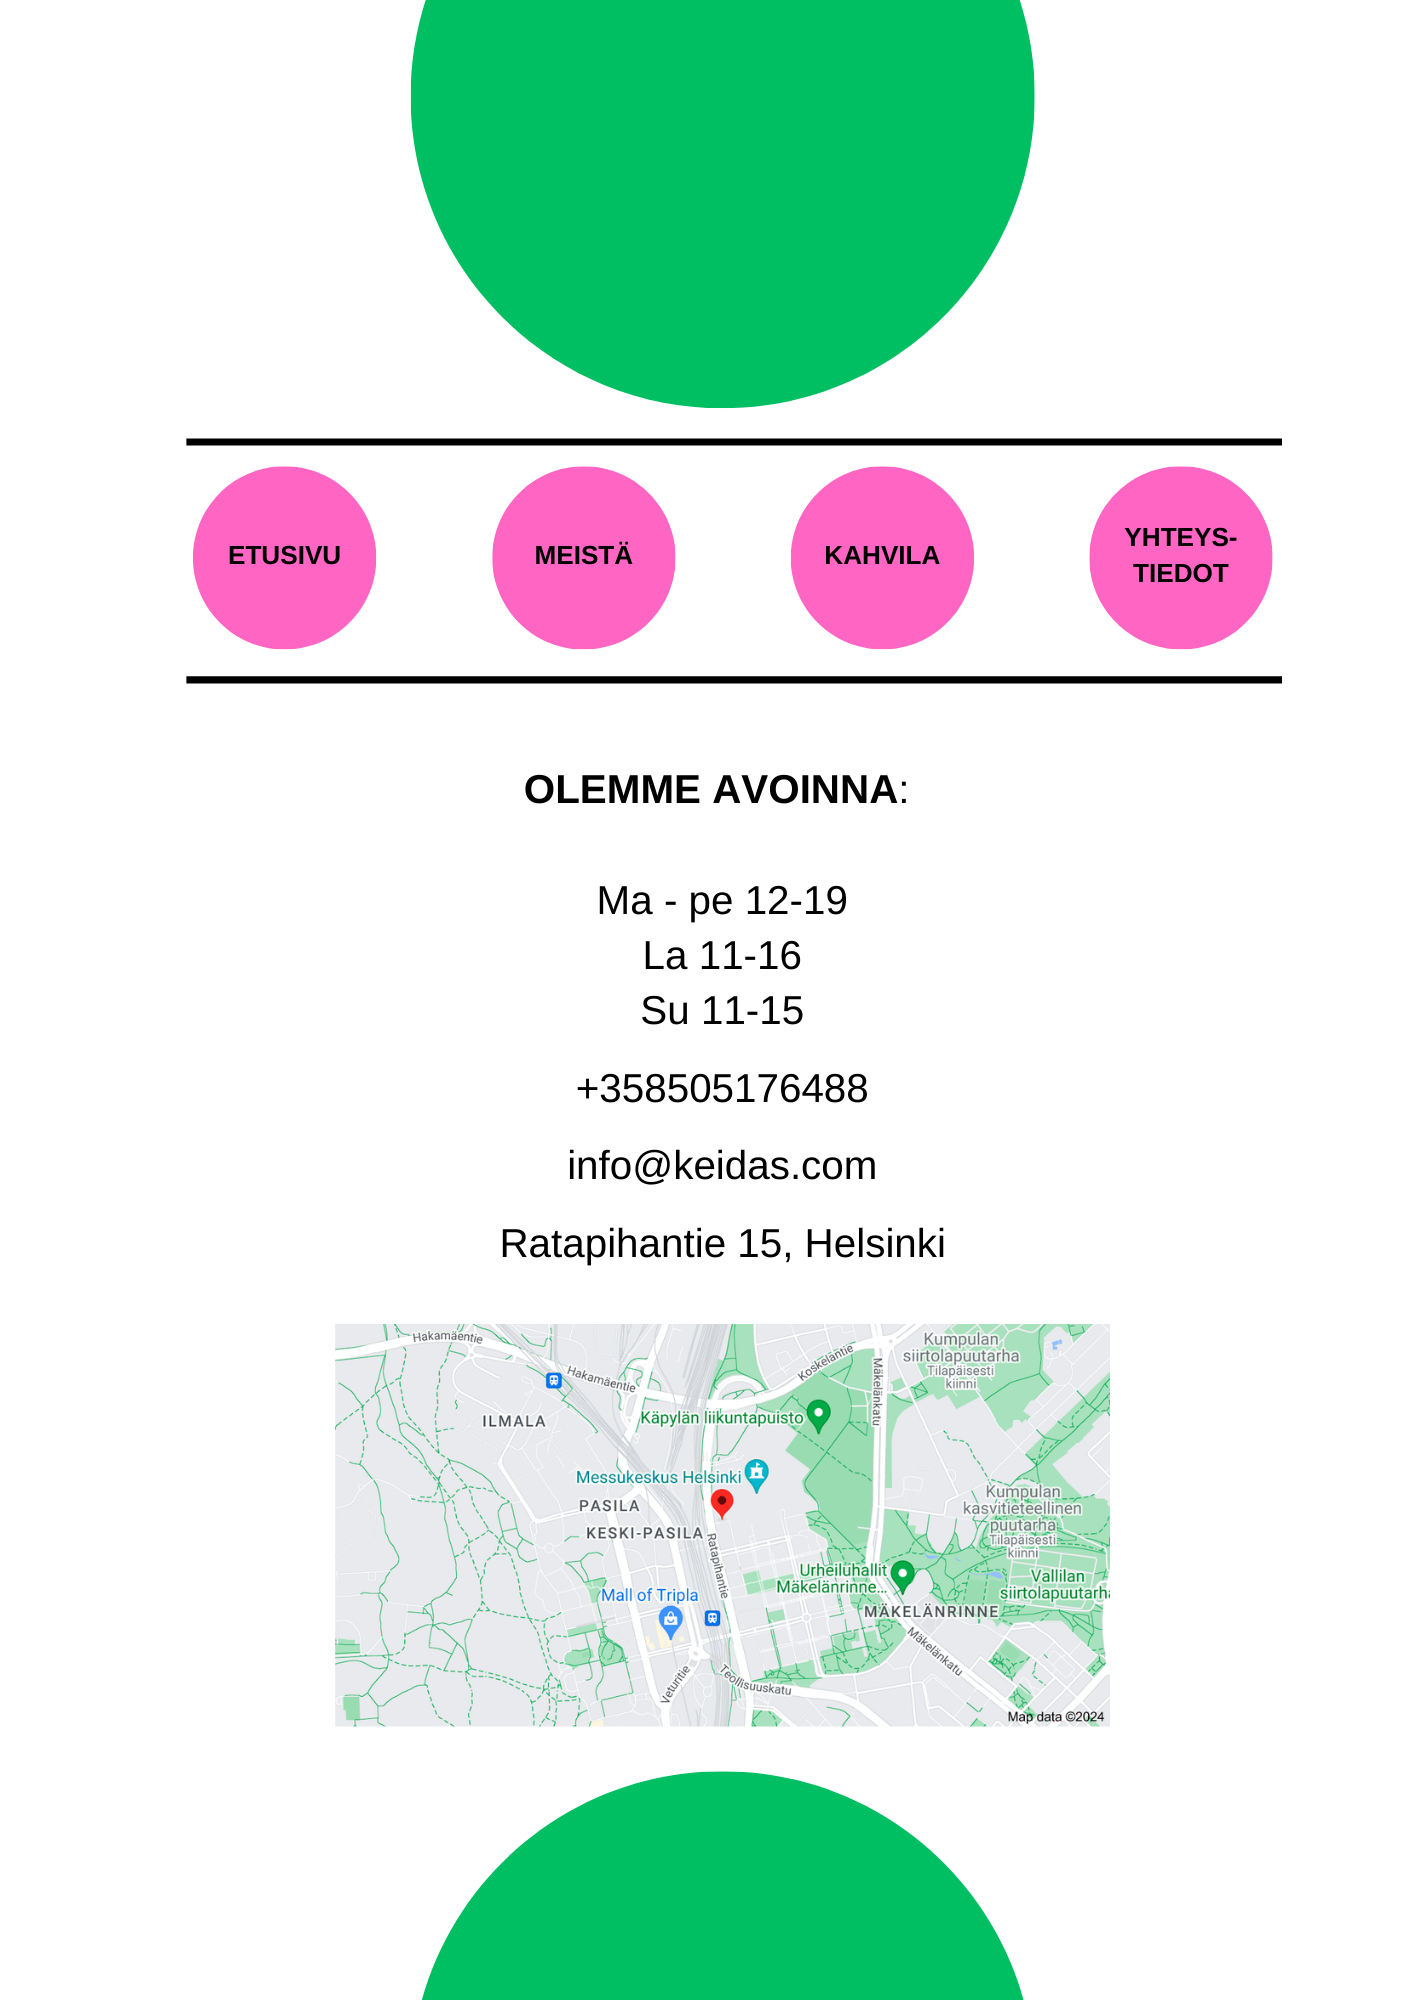 ETUSIVU
MEISTÄ
KAHVILA
YHTEYS-
TIEDOT
OLEMME AVOINNA:
Ma - pe 12-19
La 11-16
Su 11-15
+358505176488
info@keidas.com
Ratapihantie 15, Helsinki
Hakamäentie
Hakamäentie
Koskelantie
Mäkelänkatu
Kumpulan
siirtolapuutarha
Tilapäisesti
kiinni
ILMALA
Käpylän liikuntapuisto
Messukeskus Helsinki
PASILA
KESKI-PASILA
Ratapihantie
Kumpulan
kasvitieteellinen
puutarha
Tilapäisesti
kiinni
Urheiluhallit
Mäkelänrinne...
Vallilan
siirtolapuutarha
Mall of Tripla
MÄKELÄNRINNE
Mäkelänkatu
Veturitie
Teollisuuskatu
Map data ©2024